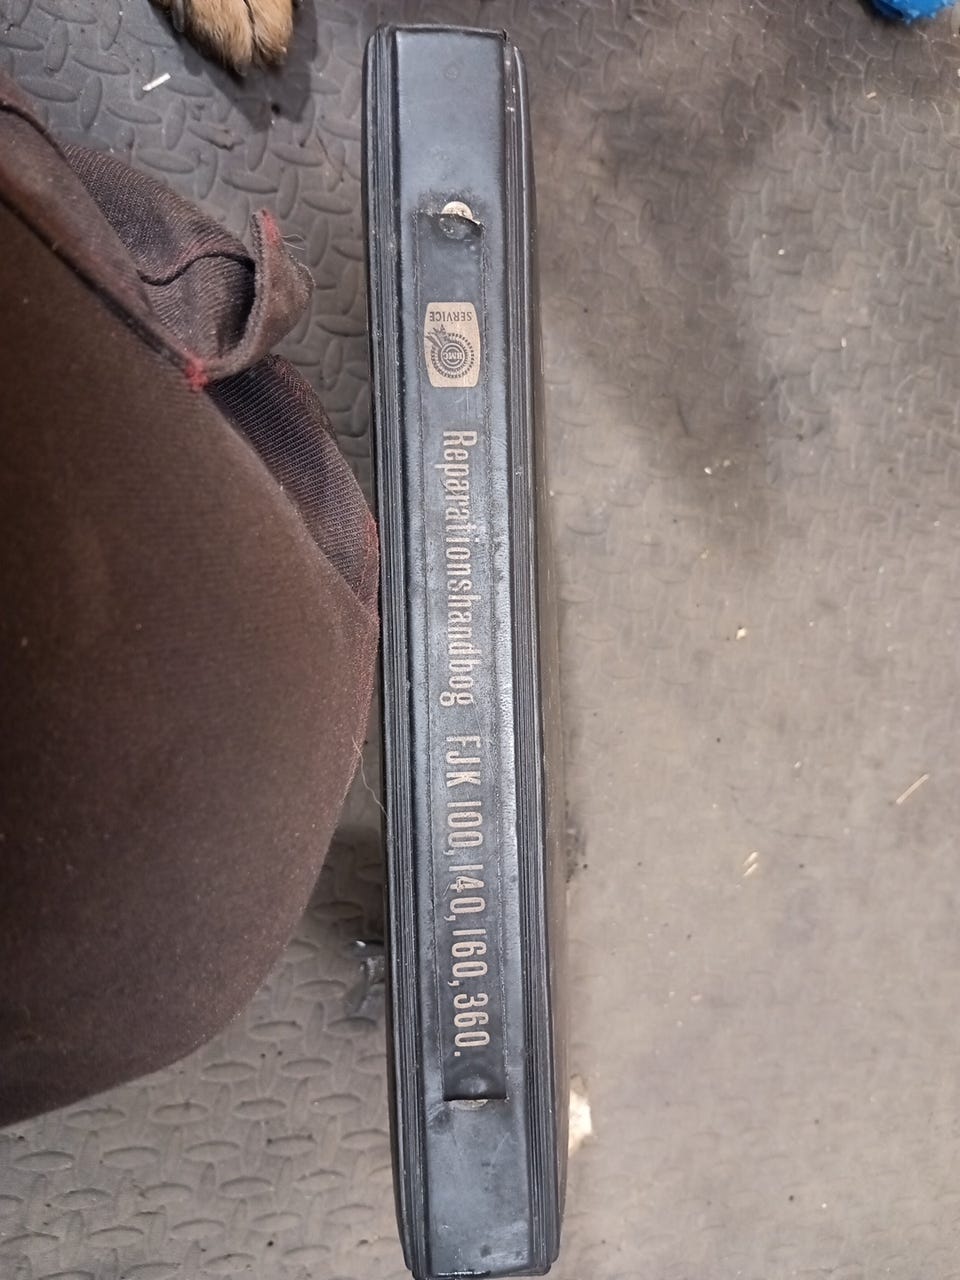 SERVICE
BMC
Reparationshandbog FJK 100, 140, 160, 360.